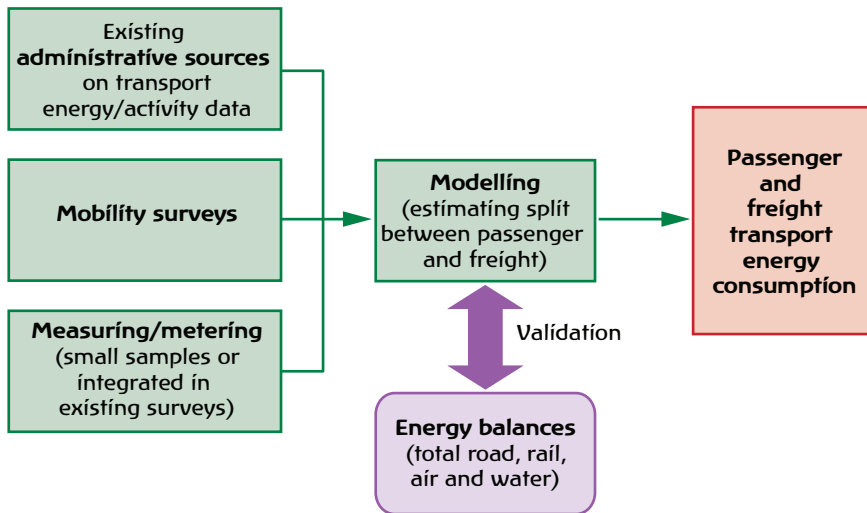 Existing
administrative sources
on transport
energy/activity data
Mobility surveys
Measuring/metering
(small samples or
integrated in
existing surveys)
Modelling
(estimating split
between passenger
and freight)
Validation
Energy balances
(total road, rail,
air and water)
Passenger
and
freight
transport
energy
consumption